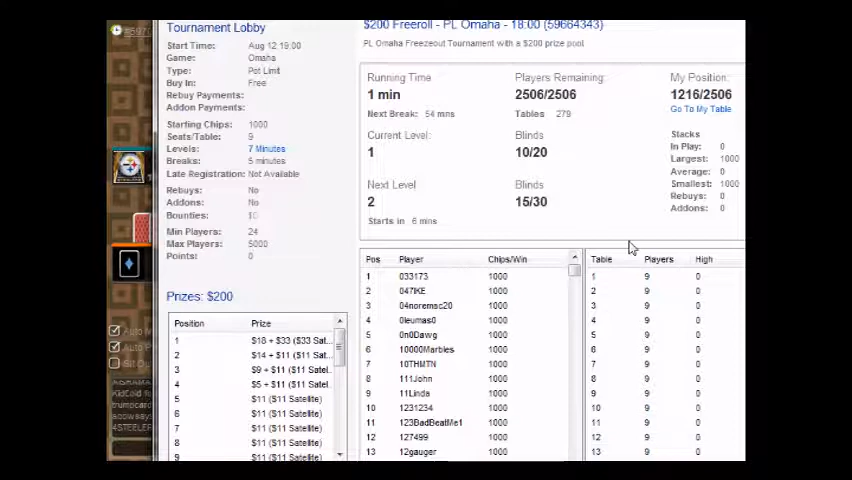 $200 Freeroll - PL Omaha - 18:00 (59664343)
PL Omaha Freezeout Tournament with a $200 prize pool
Tournament Lobby
Start Time: Aug 12 19:00
Game: Omaha
Type: Pot Limit
Buy In: Free
Rebuy Payments:
Addon Payments:
Starting Chips: 1000
Seats/Table: 9
Levels: 7 Minutes
Breaks: 5 minutes
Late Registration: Not Available
Rebuys: No
Addons: No
Bounties:
Min Players: 24
Max Players: 5000
Points: 0
Prizes: $200
Position Prize
1 $18 + $33 ($33 Sat...
2 $14 + $11 ($11 Sat...
3 $9 + $11 ($11 Satel...
4 $5 + $11 ($11 Satel...
5 $11 ($11 Satellite)
6 $11 ($11 Satellite)
7 $11 ($11 Satellite)
8 $11 ($11 Satellite)
9 $11 ($11 Satellite)
Running Time
1 min
Next Break: 54 mns
Players Remaining:
2506/2506
Tables 279
My Position:
1216/2506
Go To My Table
Current Level:
1
Blinds
10/20
Next Level
2
Blinds
15/30
Starts in 6 mins
Stacks
In Play: 0
Largest: 1000
Average: 0
Smallest: 1000
Rebuys: 0
Addons: 0
Pos Player Chips/Win
1 033173 1000
2 047IKE 1000
3 04noremac20 1000
4 0leumas0 1000
5 0n0Dawg 1000
6 10000Marbles 1000
7 10THMTN 1000
8 111John 1000
9 11Linda 1000
10 1231234 1000
11 123BadBeatMe1 1000
12 127499 1000
13 12gauger 1000
Table Players High
1 9 0
2 9 0
3 9 0
4 9 0
5 9 0
6 9 0
7 9 0
8 9 0
9 9 0
10 9 0
11 9 0
12 9 0
13 9 0